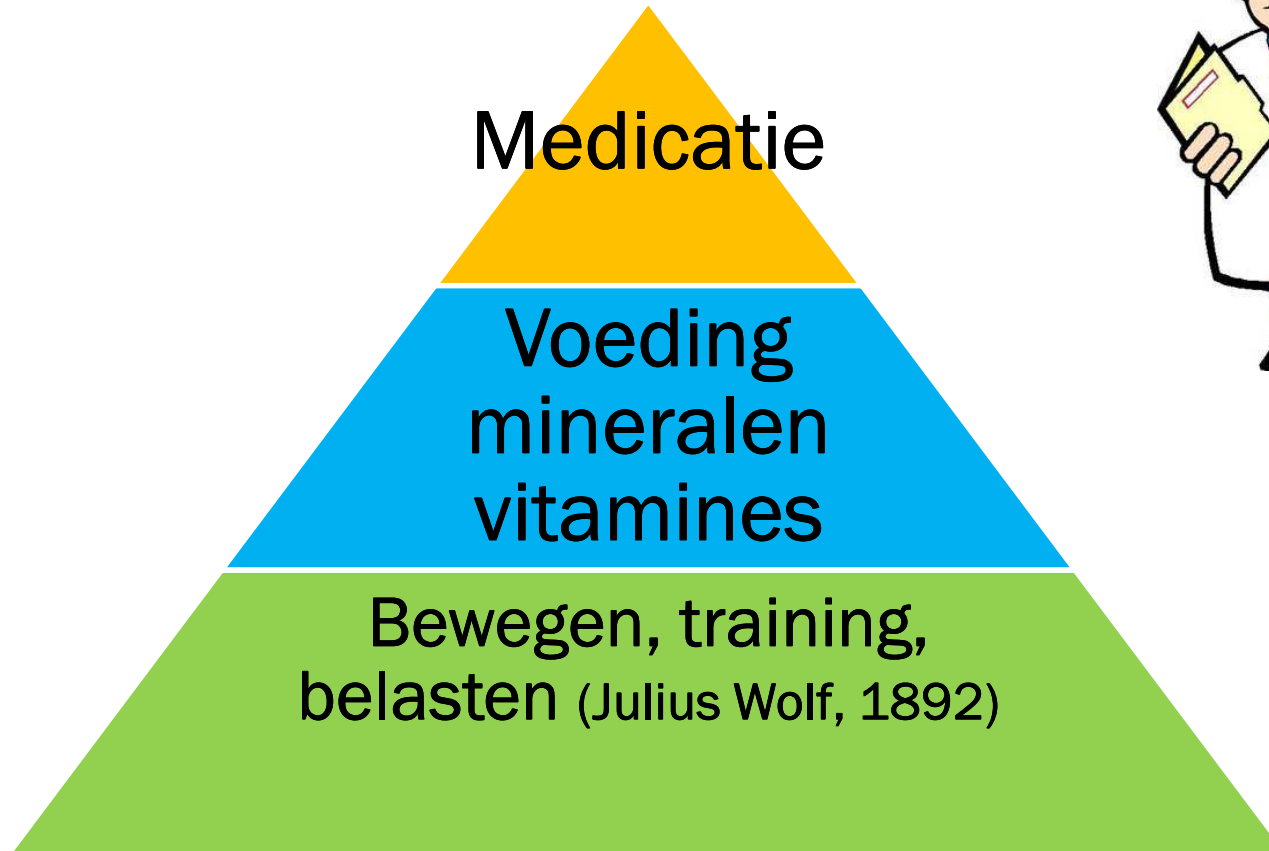 Medicatie
Voeding
mineralen
vitamines
Bewegen, training,
belasten (Julius Wolf, 1892)